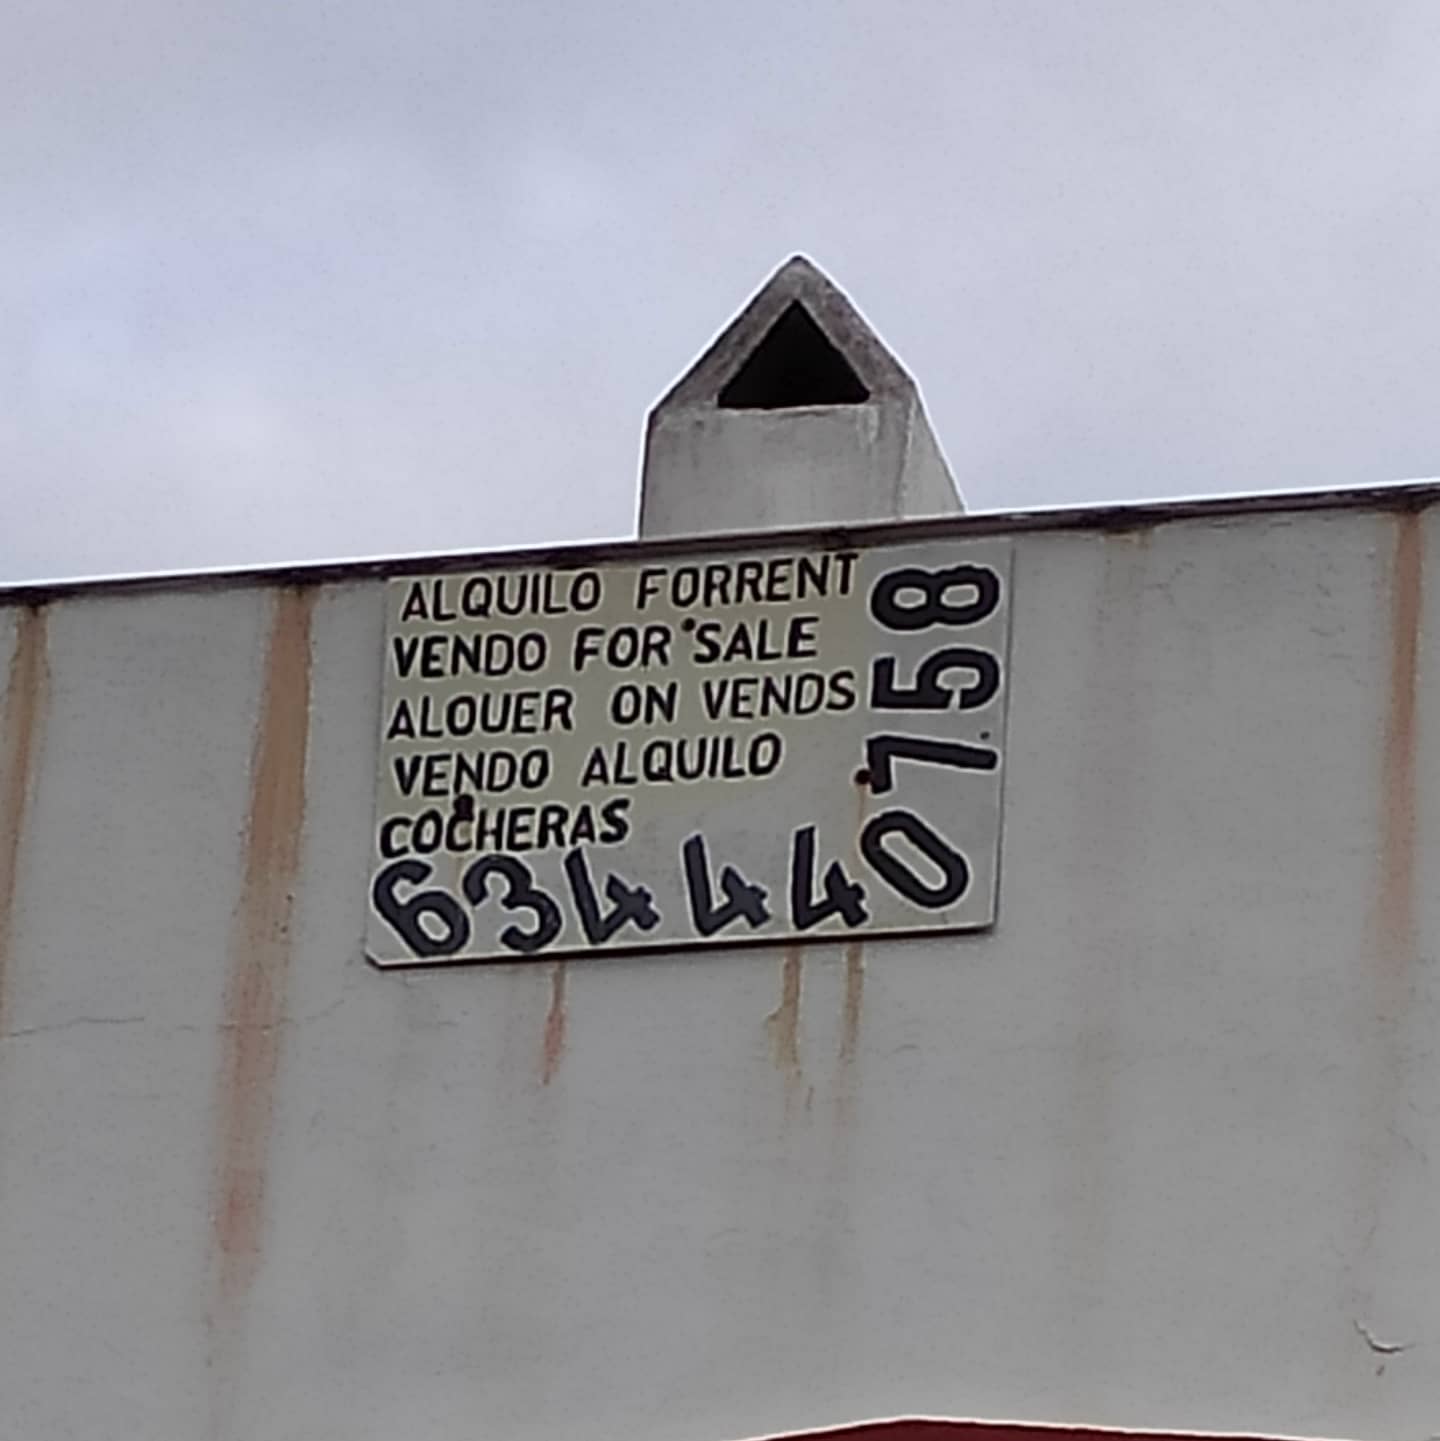 ALQUILO FORRENT
VENDO FOR SALE
ALOUER ON VENDS
VENDO ALQUILO
COCHERAS
634440758